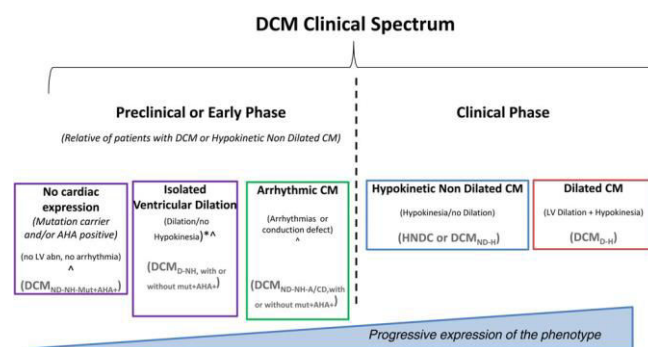 DCM Clinical Spectrum
Preclinical or Early Phase
(Relative of patients with DCM or Hypokinetic Non Dilated CM)
Clinical Phase
No cardiac
expression
(Mutation carrier
and/or AHA positive)
(no LV abn, no arrhythmia)
^
(DCMND-NH-Mut+AHA+)
Isolated
Ventricular Dilation
(Dilation/no
Hypokinesia)*^
(DCMD-NH, with or
without mut+AHA+)
Arrhythmic CM
(Arrhythmias or
conduction defect)
^
(DCMND-NH-A/CD,with
or without mut+AHA+)
Hypokinetic Non Dilated CM
(Hypokinesia/no Dilation)
(HNDC or DCMND-H)
Dilated CM
(LV Dilation + Hypokinesia)
(DCMD-H)
Progressive expression of the phenotype